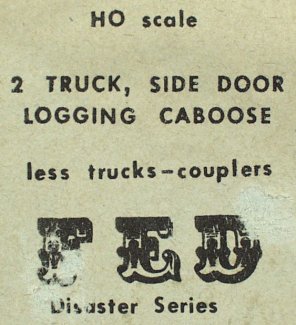 HO scale
2 TRUCK, SIDE DOOR
LOGGING CABOOSE
less trucks-couplers
FED
Disaster Series